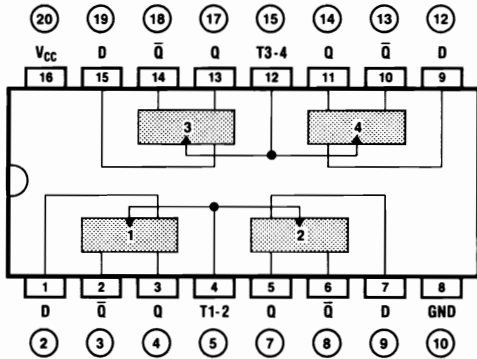 20 19 18 17 15 14 13 12
VCC D Q̅ Q T3-4 Q Q̅ D
16 15 14 13 12 11 10 9
3 4
1 2
1 2 3 4 5 6 7 8
D Q̅ Q T1-2 Q Q̅ D GND
2 3 4 5 7 8 9 10